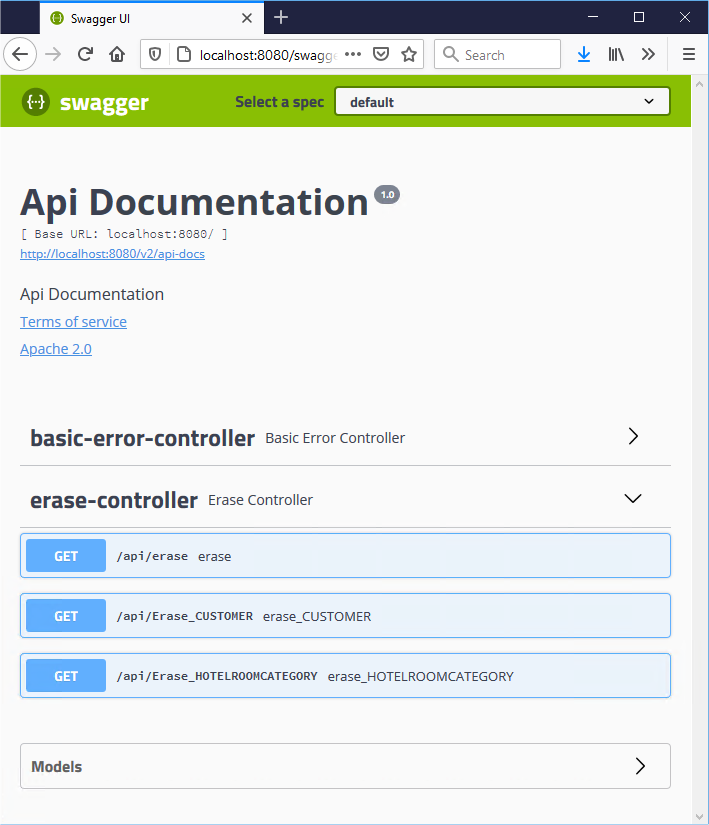 Swagger UI
localhost:8080/swagge
Search
swagger
Select a spec
default
Api Documentation 1.0
[ Base URL: localhost:8080/ ]
http://localhost:8080/v2/api-docs
Api Documentation
Terms of service
Apache 2.0
basic-error-controller Basic Error Controller
erase-controller Erase Controller
GET /api/erase erase
GET /api/Erase_CUSTOMER erase_CUSTOMER
GET /api/Erase_HOTELROOMCATEGORY erase_HOTELROOMCATEGORY
Models